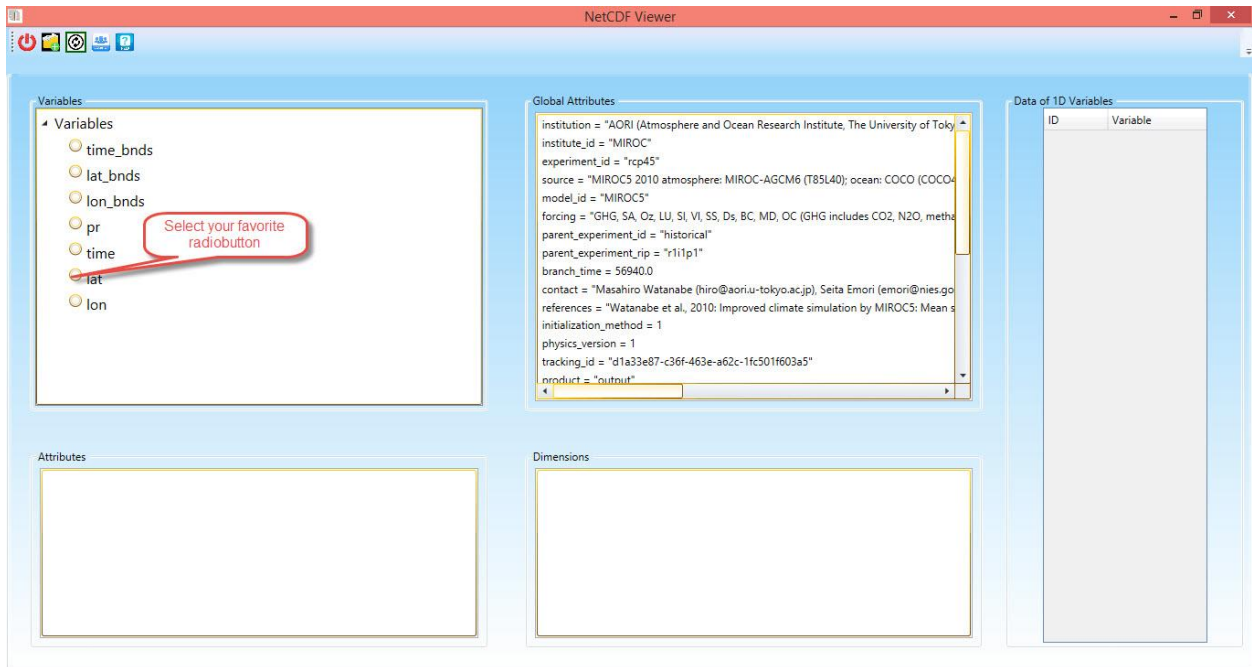 NetCDF Viewer
Variables
Variables
time_bnds
lat_bnds
lon_bnds
pr
time
lat
lon
Select your favorite
radiobutton
Global Attributes
institution = "AORI (Atmosphere and Ocean Research Institute, The University of Toky
institute_id = "MIROC"
experiment_id = "rcp45"
source = "MIROC5 2010 atmosphere: MIROC-AGCM6 (T85L40); ocean: COCO (COCO4
model_id = "MIROC5"
forcing = "GHG, SA, Oz, LU, SI, VI, SS, Ds, BC, MD, OC (GHG includes CO2, N2O, metha
parent_experiment_id = "historical"
parent_experiment_rip = "r1i1p1"
branch_time = 56940.0
contact = "Masahiro Watanabe (hiro@aori.u-tokyo.ac.jp), Seita Emori (emori@nies.go
references = "Watanabe et al., 2010: Improved climate simulation by MIROC5: Mean s
initialization_method = 1
physics_version = 1
tracking_id = "d1a33e87-c36f-463e-a62c-1fc501f603a5"
product = "output"
Data of 1D Variables
ID Variable
Attributes
Dimensions